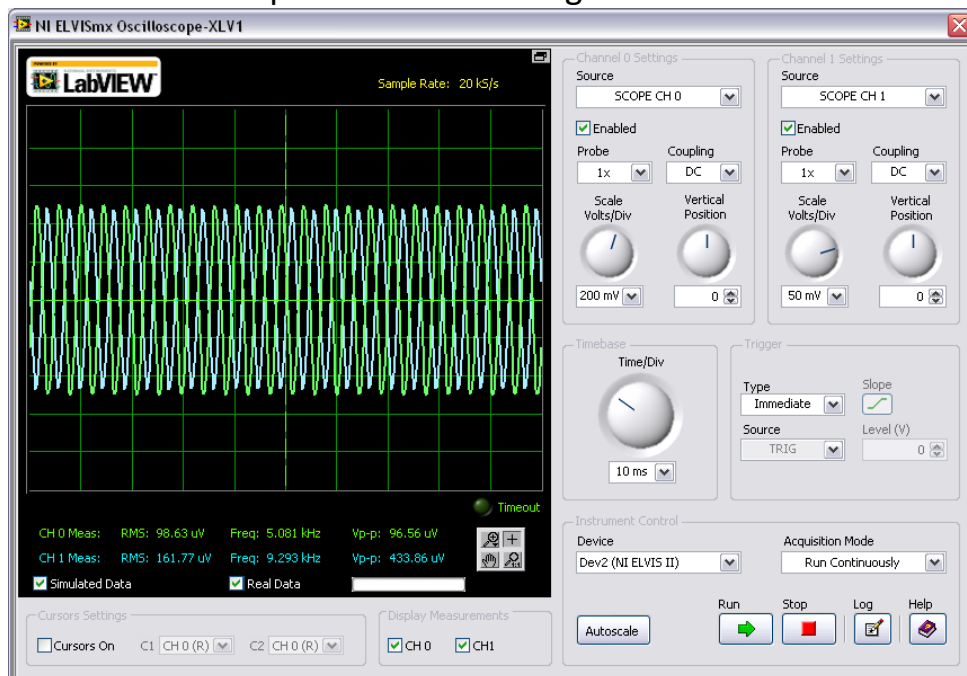 NI ELVISmx Oscilloscope-XLV1
LabVIEW
Sample Rate: 20 kS/s
Timeout
CH 0 Meas: RMS: 98.63 uV Freq: 5.081 kHz Vp-p: 96.56 uV
CH 1 Meas: RMS: 161.77 uV Freq: 9.293 kHz Vp-p: 433.86 uV
Simulated Data Real Data
Cursors Settings
Cursors On C1 CH 0 (R) C2 CH 0 (R)
Display Measurements
CH 0 CH1
Channel 0 Settings
Source
SCOPE CH 0
Enabled
Probe Coupling
1x DC
Scale
Volts/Div
Vertical
Position
200 mV 0
Channel 1 Settings
Source
SCOPE CH 1
Enabled
Probe Coupling
1x DC
Scale
Volts/Div
Vertical
Position
50 mV 0
Timebase
Time/Div
10 ms
Trigger
Type Slope
Immediate
Source Level (V)
TRIG 0
Instrument Control
Device Acquisition Mode
Dev2 (NI ELVIS II) Run Continuously
Run Stop Log Help
Autoscale